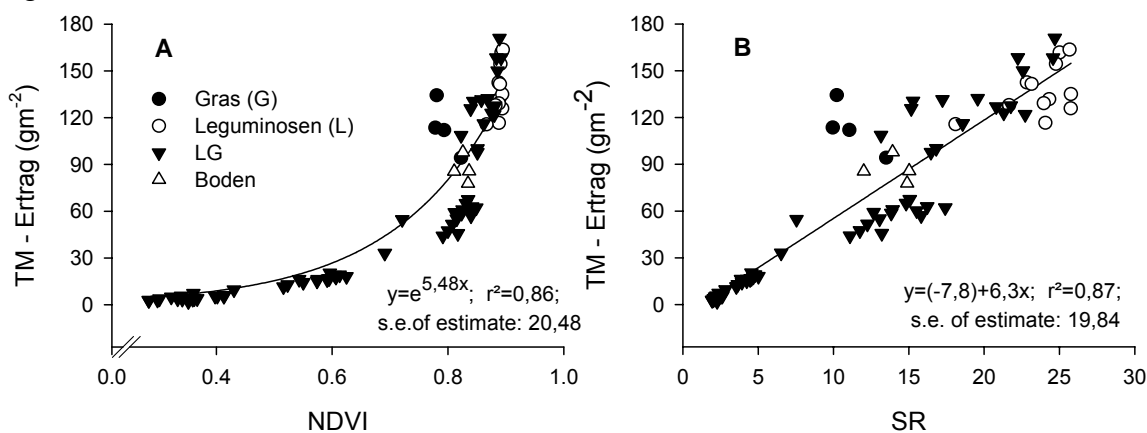 180
150
120
90
60
30
0
TM - Ertrag (gm-2)
A
Gras (G)
Leguminosen (L)
LG
Boden
y=e5,48x; r²=0,86;
s.e.of estimate: 20,48
0.0 0.4 0.6 0.8 1.0
NDVI
180
150
120
90
60
30
0
TM - Ertrag (gm-2)
B
y=(-7,8)+6,3x; r²=0,87;
s.e. of estimate: 19,84
0 5 10 15 20 25 30
SR